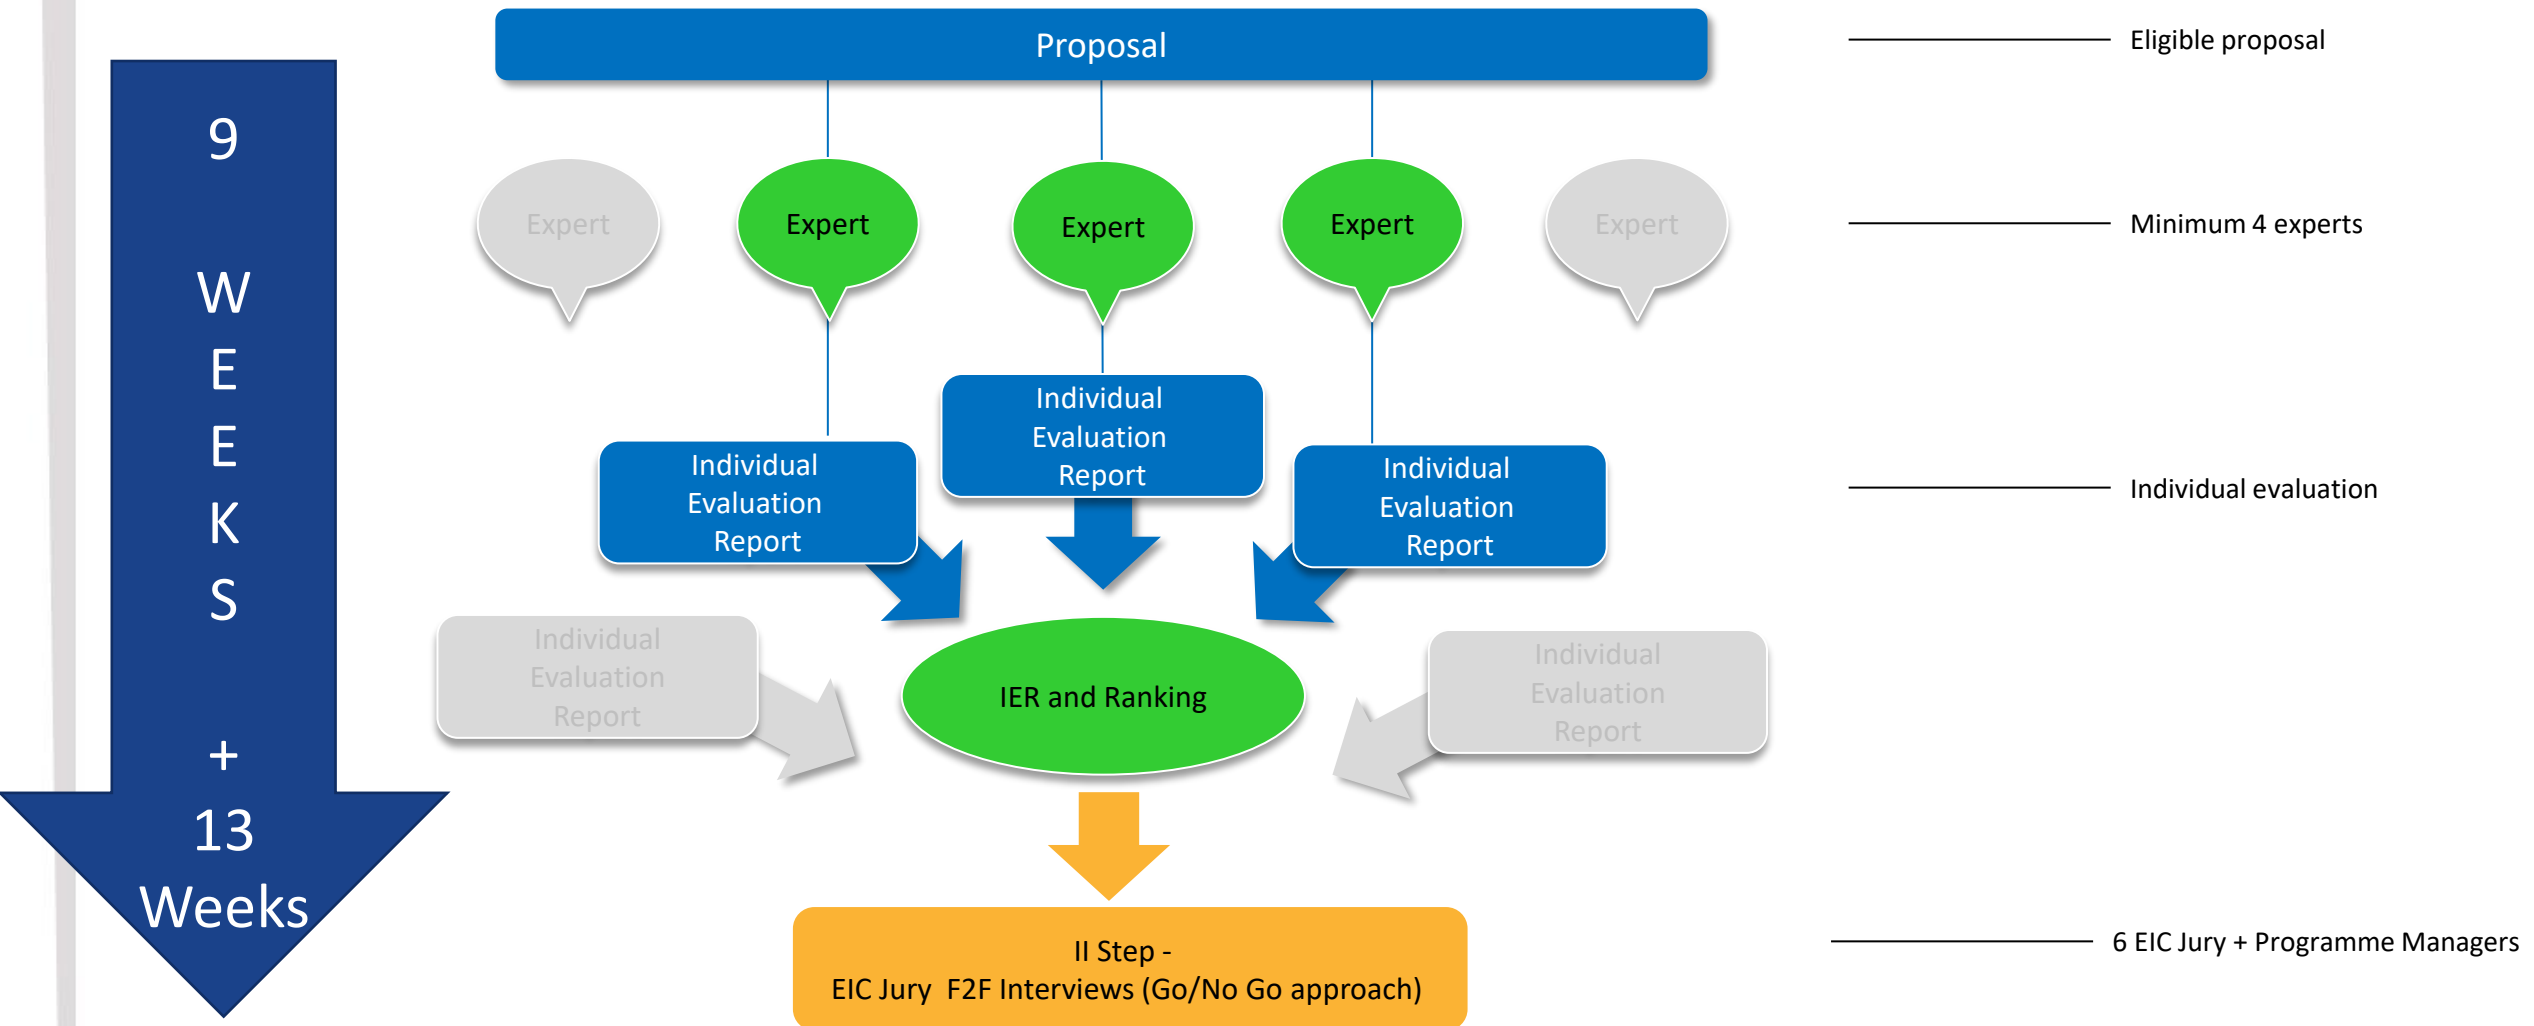 Proposal
Eligible proposal
9
W
E
E
K
S
+
13
Weeks
Expert
Expert
Expert
Expert
Expert
Minimum 4 experts
Individual
Evaluation
Report
Individual
Evaluation
Report
Individual
Evaluation
Report
Individual evaluation
Individual
Evaluation
Report
IER and Ranking
Individual
Evaluation
Report
II Step -
EIC Jury F2F Interviews (Go/No Go approach)
6 EIC Jury + Programme Managers